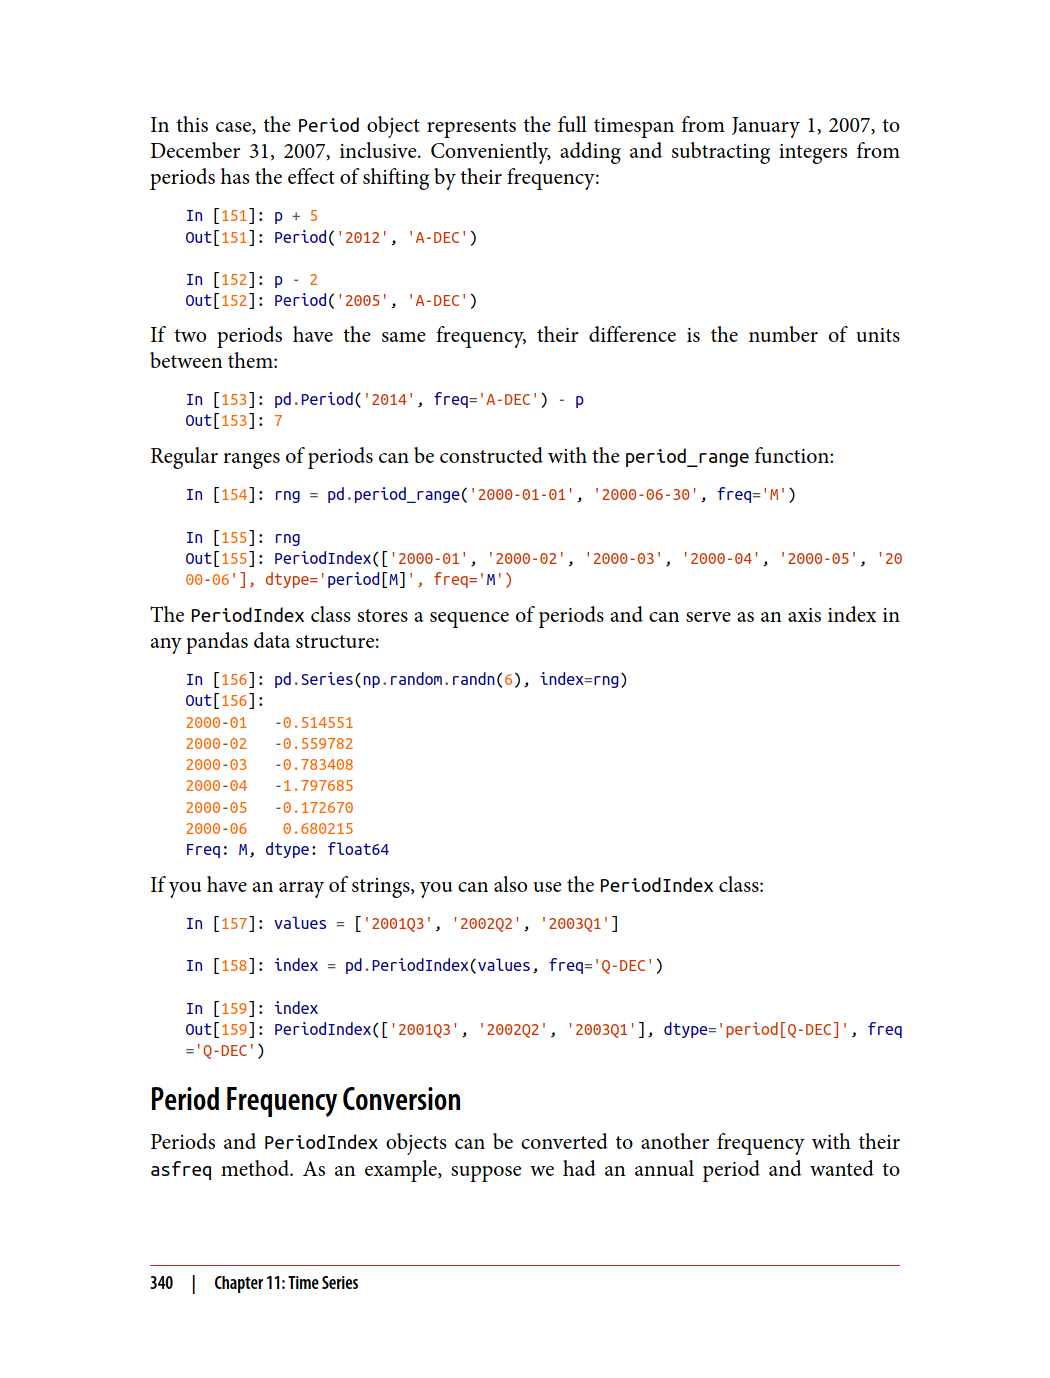 In this case, the Period object represents the full timespan from January 1, 2007, to
December 31, 2007, inclusive. Conveniently, adding and subtracting integers from
periods has the effect of shifting by their frequency:
In [151]: p + 5
Out[151]: Period('2012', 'A-DEC')
In [152]: p - 2
Out[152]: Period('2005', 'A-DEC')
If two periods have the same frequency, their difference is the number of units
between them:
In [153]: pd.Period('2014', freq='A-DEC') - p
Out[153]: 7
Regular ranges of periods can be constructed with the period_range function:
In [154]: rng = pd.period_range('2000-01-01', '2000-06-30', freq='M')
In [155]: rng
Out[155]: PeriodIndex(['2000-01', '2000-02', '2000-03', '2000-04', '2000-05', '20
00-06'], dtype='period[M]', freq='M')
The PeriodIndex class stores a sequence of periods and can serve as an axis index in
any pandas data structure:
In [156]: pd.Series(np.random.randn(6), index=rng)
Out[156]:
2000-01   -0.514551
2000-02   -0.559782
2000-03   -0.783408
2000-04   -1.797685
2000-05   -0.172670
2000-06    0.680215
Freq: M, dtype: float64
If you have an array of strings, you can also use the PeriodIndex class:
In [157]: values = ['2001Q3', '2002Q2', '2003Q1']
In [158]: index = pd.PeriodIndex(values, freq='Q-DEC')
In [159]: index
Out[159]: PeriodIndex(['2001Q3', '2002Q2', '2003Q1'], dtype='period[Q-DEC]', freq
='Q-DEC')
Period Frequency Conversion
Periods and PeriodIndex objects can be converted to another frequency with their
asfreq method. As an example, suppose we had an annual period and wanted to
340 | Chapter 11: Time Series